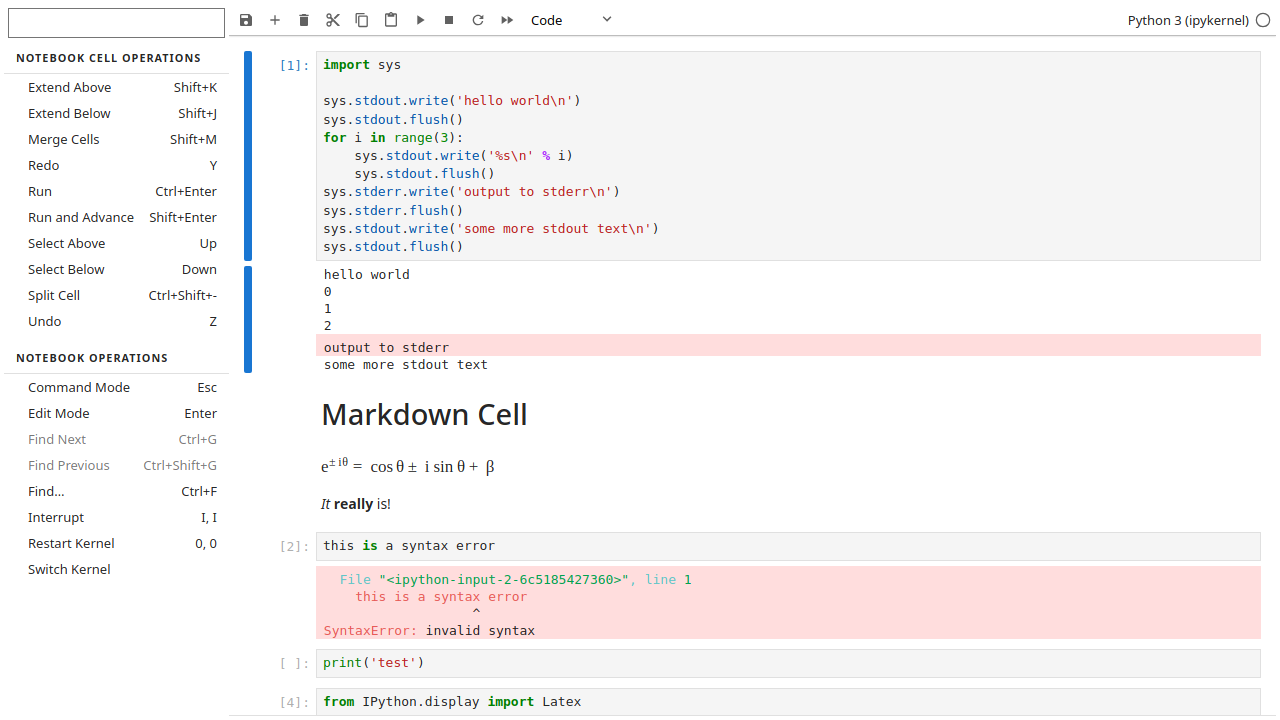 Code
Python 3 (ipykernel)
NOTEBOOK CELL OPERATIONS
Extend Above Shift+K
Extend Below Shift+J
Merge Cells Shift+M
Redo Y
Run Ctrl+Enter
Run and Advance Shift+Enter
Select Above Up
Select Below Down
Split Cell Ctrl+Shift+-
Undo Z
NOTEBOOK OPERATIONS
Command Mode Esc
Edit Mode Enter
Find Next Ctrl+G
Find Previous Ctrl+Shift+G
Find... Ctrl+F
Interrupt I, I
Restart Kernel 0, 0
Switch Kernel
[1]: import sys
sys.stdout.write('hello world\n')
sys.stdout.flush()
for i in range(3):
    sys.stdout.write('%s\n' % i)
    sys.stdout.flush()
sys.stderr.write('output to stderr\n')
sys.stderr.flush()
sys.stdout.write('some more stdout text\n')
sys.stdout.flush()
hello world
0
1
2
output to stderr
some more stdout text
Markdown Cell
e± iθ = cos θ ± i sin θ + β
It really is!
[2]: this is a syntax error
  File "<ipython-input-2-6c5185427360>", line 1
    this is a syntax error
                   ^
SyntaxError: invalid syntax
[ ]: print('test')
[4]: from IPython.display import Latex